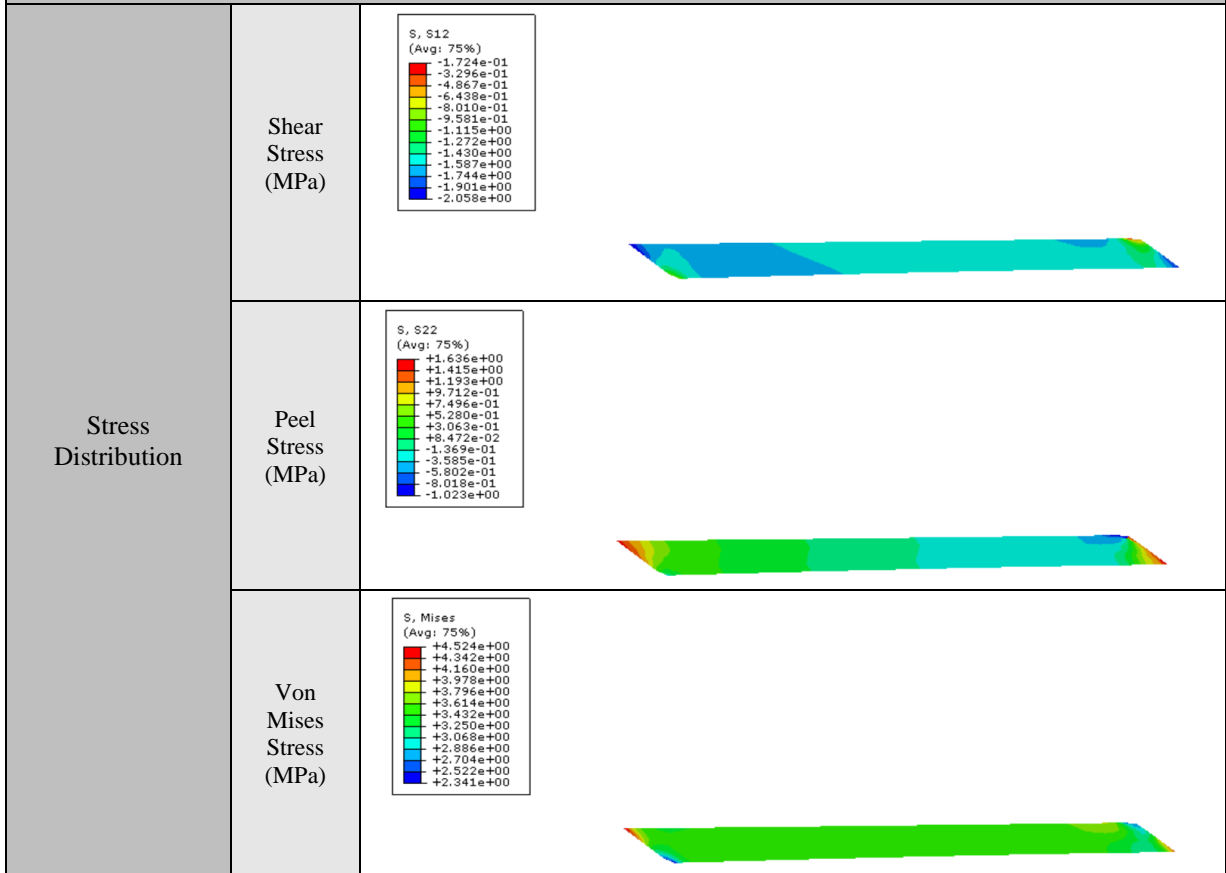 Stress
Distribution
Shear
Stress
(MPa)
S, S12
(Avg: 75%)
-1.724e-01
-3.296e-01
-4.867e-01
-6.438e-01
-8.010e-01
-9.581e-01
-1.115e+00
-1.272e+00
-1.430e+00
-1.587e+00
-1.744e+00
-1.901e+00
-2.058e+00
Peel
Stress
(MPa)
S, S22
(Avg: 75%)
+1.636e+00
+1.415e+00
+1.193e+00
+9.712e-01
+7.496e-01
+5.280e-01
+3.063e-01
+8.472e-02
-1.369e-01
-3.585e-01
-5.802e-01
-8.018e-01
-1.023e+00
Von
Mises
Stress
(MPa)
S, Mises
(Avg: 75%)
+4.524e+00
+4.342e+00
+4.160e+00
+3.978e+00
+3.796e+00
+3.614e+00
+3.432e+00
+3.250e+00
+3.068e+00
+2.886e+00
+2.704e+00
+2.522e+00
+2.341e+00